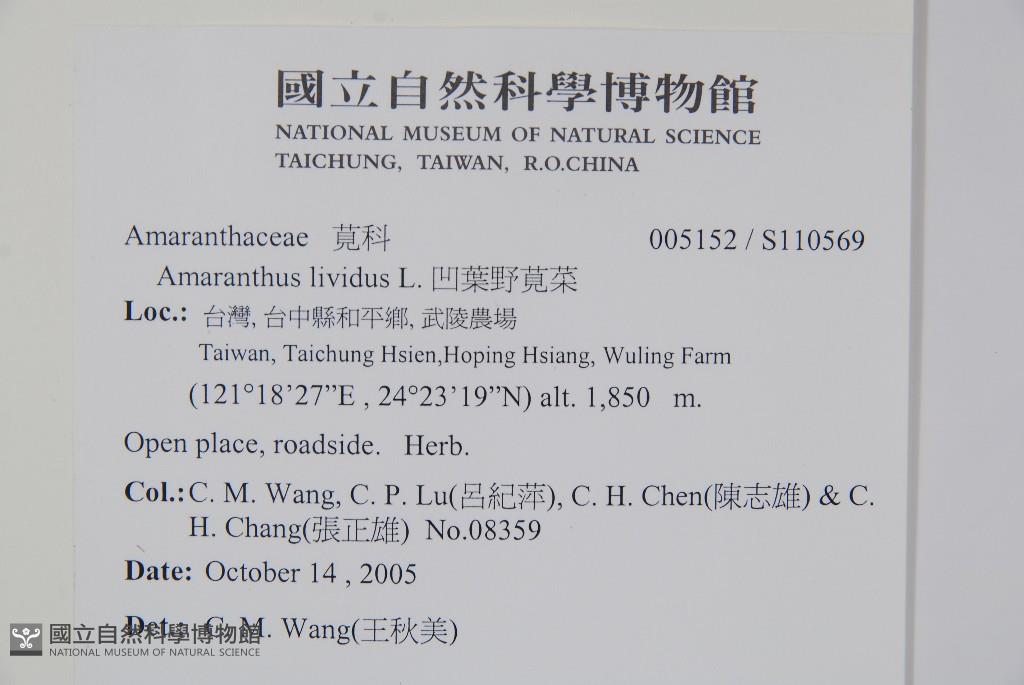 國立自然科學博物館
NATIONAL MUSEUM OF NATURAL SCIENCE
TAICHUNG, TAIWAN, R.O.CHINA
Amaranthaceae 莧科 005152 / S110569
Amaranthus lividus L. 凹葉野莧菜
Loc.: 台灣, 台中縣和平鄉, 武陵農場
Taiwan, Taichung Hsien,Hoping Hsiang, Wuling Farm
(121°18’27”E , 24°23’19”N) alt. 1,850 m.
Open place, roadside. Herb.
Col.: C. M. Wang, C. P. Lu(呂紀萍), C. H. Chen(陳志雄) & C.
H. Chang(張正雄) No.08359
Date: October 14 , 2005
Det.: C. M. Wang(王秋美)
國立自然科學博物館
NATIONAL MUSEUM OF NATURAL SCIENCE